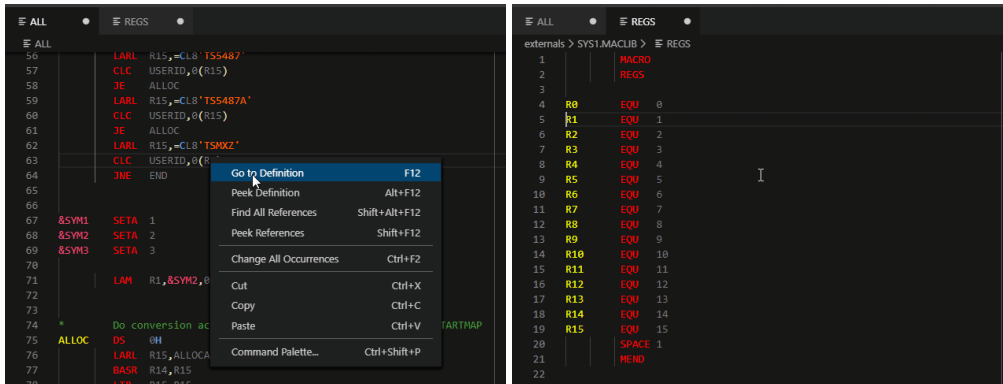 ALL ● REGS ●
ALL
56 LARL R15,=CL8'TS5487'
57 CLC USERID,0(R15)
58 JE ALLOC
59 LARL R15,=CL8'TS5487A'
60 CLC USERID,0(R15)
61 JE ALLOC
62 LARL R15,=CL8'TSMXZ'
63 CLC USERID,0(R
64 JNE END
65
66
67 &SYM1 SETA 1
68 &SYM2 SETA 2
69 &SYM3 SETA 3
70
71 LAM R1,&SYM2,0
72
73
74 * Do conversion ac TARTMAP
75 ALLOC DS 0H
76 LARL R15,ALLOCA
77 BASR R14,R15
78 LTR R15,R15
Go to Definition F12
Peek Definition Alt+F12
Find All References Shift+Alt+F12
Peek References Shift+F12
Change All Occurrences Ctrl+F2
Cut Ctrl+X
Copy Ctrl+C
Paste Ctrl+V
Command Palette... Ctrl+Shift+P
ALL ● REGS ●
externals > SYS1.MACLIB > REGS
1 MACRO
2 REGS
3
4 R0 EQU 0
5 R1 EQU 1
6 R2 EQU 2
7 R3 EQU 3
8 R4 EQU 4
9 R5 EQU 5
10 R6 EQU 6
11 R7 EQU 7
12 R8 EQU 8
13 R9 EQU 9
14 R10 EQU 10
15 R11 EQU 11
16 R12 EQU 12
17 R13 EQU 13
18 R14 EQU 14
19 R15 EQU 15
20 SPACE 1
21 MEND
22